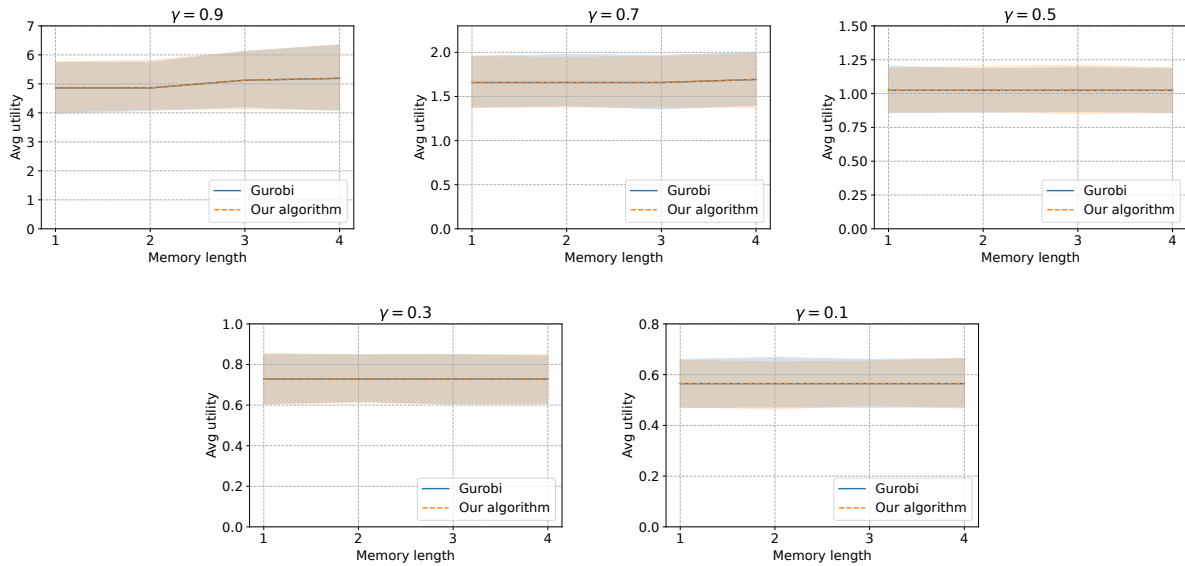 γ = 0.9
7
6
5
4
3
2
1
0
Avg utility
1 2 3 4
Memory length
Gurobi
Our algorithm
γ = 0.7
2.0
1.5
1.0
0.5
0.0
Avg utility
1 2 3 4
Memory length
Gurobi
Our algorithm
γ = 0.5
1.50
1.25
1.00
0.75
0.50
0.25
0.00
Avg utility
1 2 3 4
Memory length
Gurobi
Our algorithm
γ = 0.3
1.0
0.8
0.6
0.4
0.2
0.0
Avg utility
1 2 3 4
Memory length
Gurobi
Our algorithm
γ = 0.1
0.8
0.6
0.4
0.2
0.0
Avg utility
1 2 3 4
Memory length
Gurobi
Our algorithm